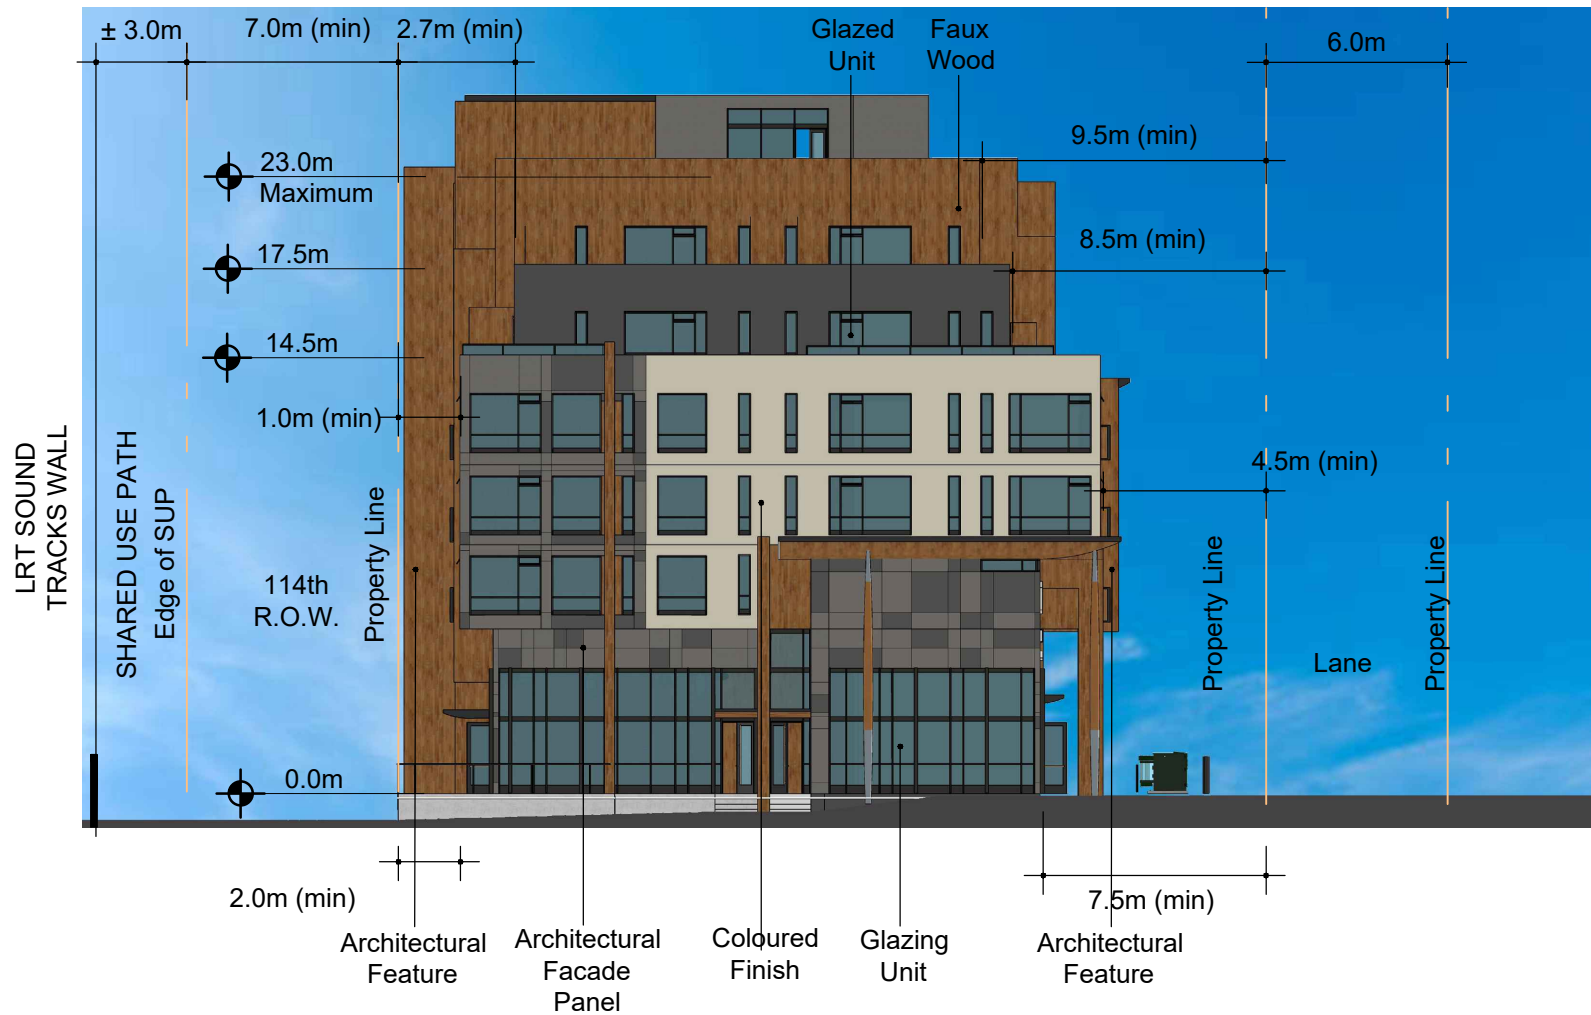 ± 3.0m
7.0m (min)
2.7m (min)
Glazed
Unit
Faux
Wood
6.0m
9.5m (min)
23.0m
Maximum
8.5m (min)
17.5m
14.5m
1.0m (min)
4.5m (min)
LRT SOUND
TRACKS WALL
SHARED USE PATH
Edge of SUP
114th
R.O.W.
Property Line
Property Line
Lane
Property Line
0.0m
2.0m (min)
7.5m (min)
Architectural
Feature
Architectural
Facade
Panel
Coloured
Finish
Glazing
Unit
Architectural
Feature